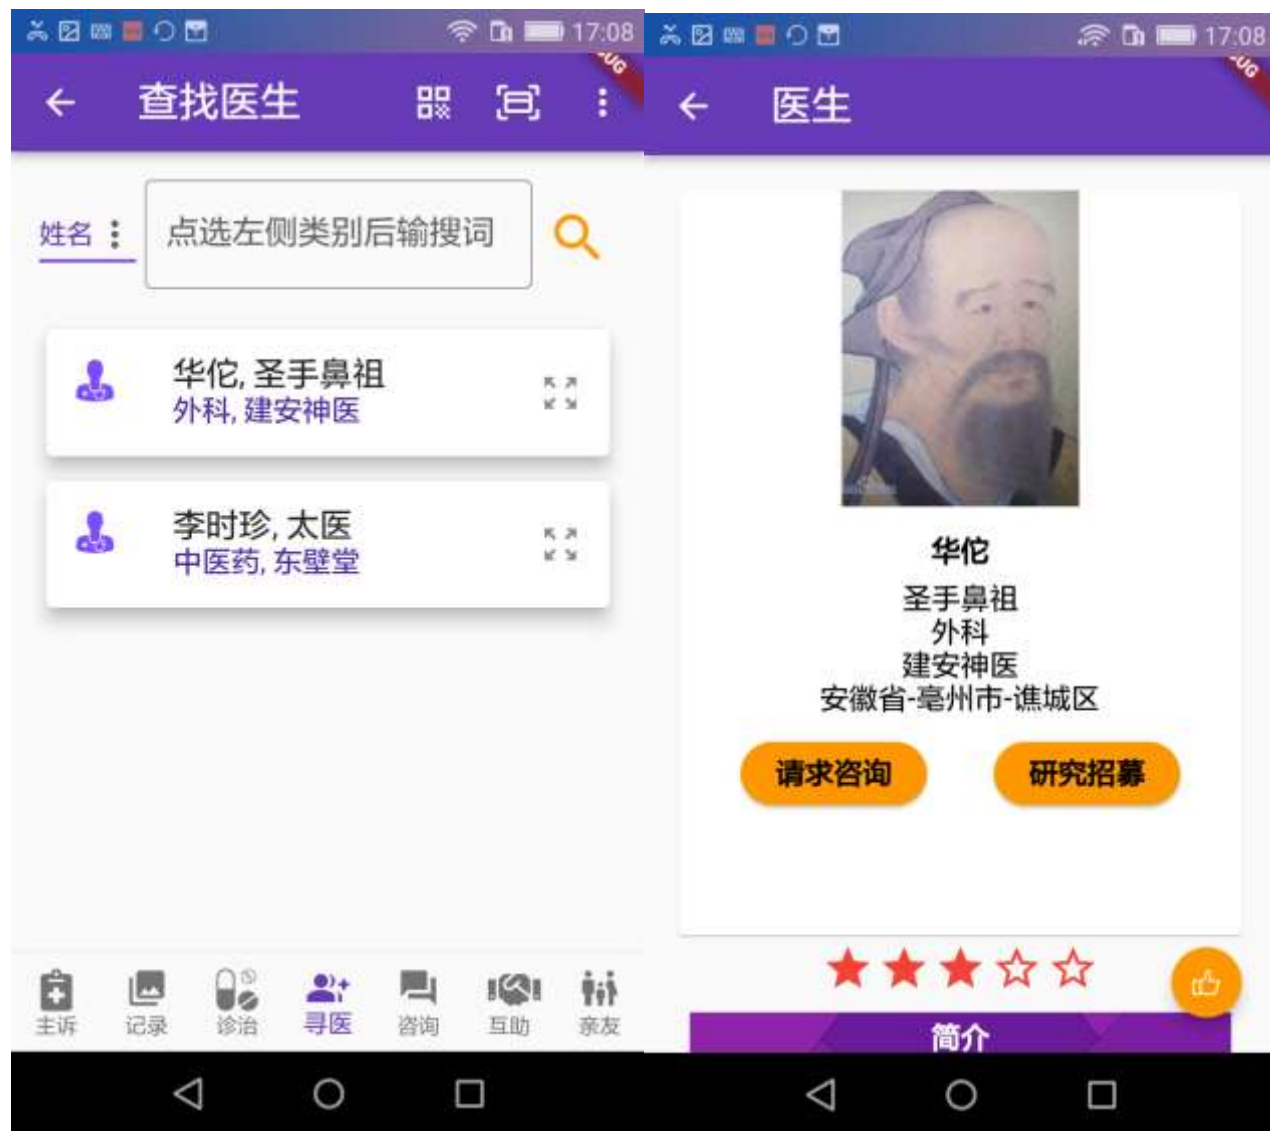 17:08
查找医生
姓名
点选左侧类别后输搜词
华佗, 圣手鼻祖
外科, 建安神医
李时珍, 太医
中医药, 东壁堂
主诉
记录
诊治
寻医
咨询
互助
亲友
17:08
医生
华佗
圣手鼻祖
外科
建安神医
安徽省-亳州市-谯城区
请求咨询
研究招募
简介